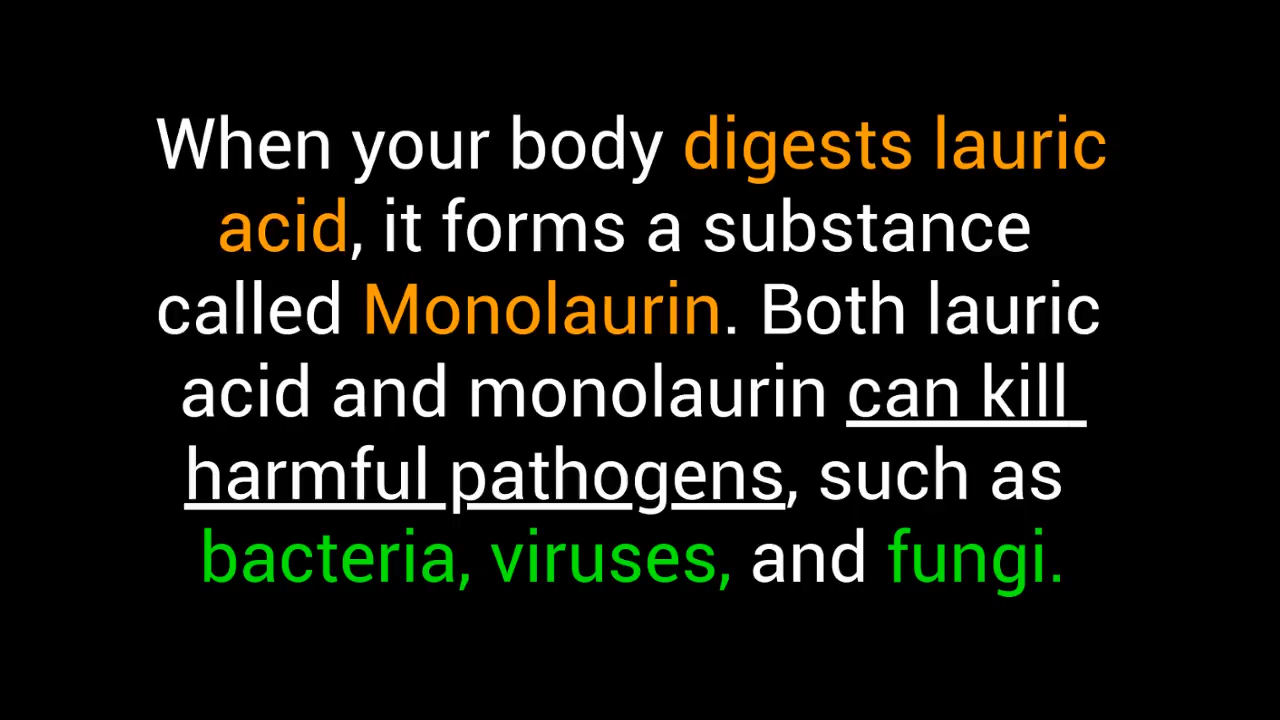 When your body digests lauric
acid, it forms a substance
called Monolaurin. Both lauric
acid and monolaurin can kill
harmful pathogens, such as
bacteria, viruses, and fungi.